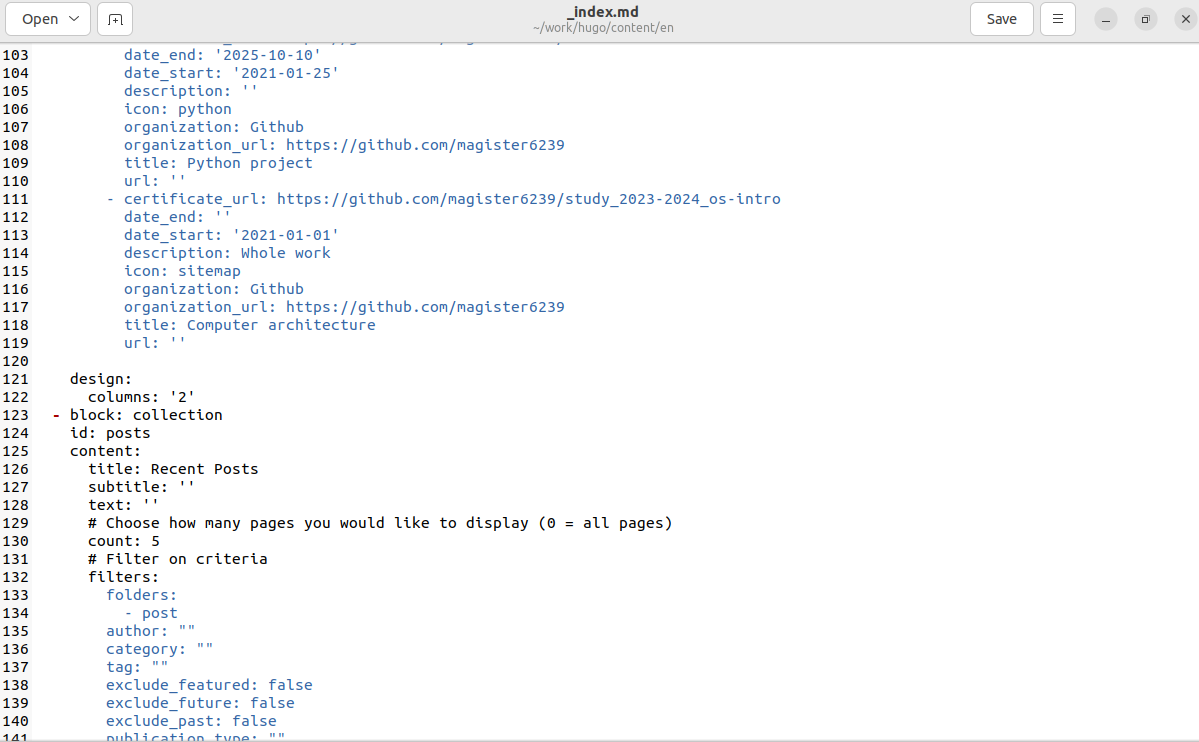 Open
_index.md
~/work/hugo/content/en
Save
103 date_end: '2025-10-10'
104 date_start: '2021-01-25'
105 description: ''
106 icon: python
107 organization: Github
108 organization_url: https://github.com/magister6239
109 title: Python project
110 url: ''
111 - certificate_url: https://github.com/magister6239/study_2023-2024_os-intro
112 date_end: ''
113 date_start: '2021-01-01'
114 description: Whole work
115 icon: sitemap
116 organization: Github
117 organization_url: https://github.com/magister6239
118 title: Computer architecture
119 url: ''
120
121 design:
122 columns: '2'
123 - block: collection
124 id: posts
125 content:
126 title: Recent Posts
127 subtitle: ''
128 text: ''
129 # Choose how many pages you would like to display (0 = all pages)
130 count: 5
131 # Filter on criteria
132 filters:
133 folders:
134 - post
135 author: ""
136 category: ""
137 tag: ""
138 exclude_featured: false
139 exclude_future: false
140 exclude_past: false
141 publication_type: ""